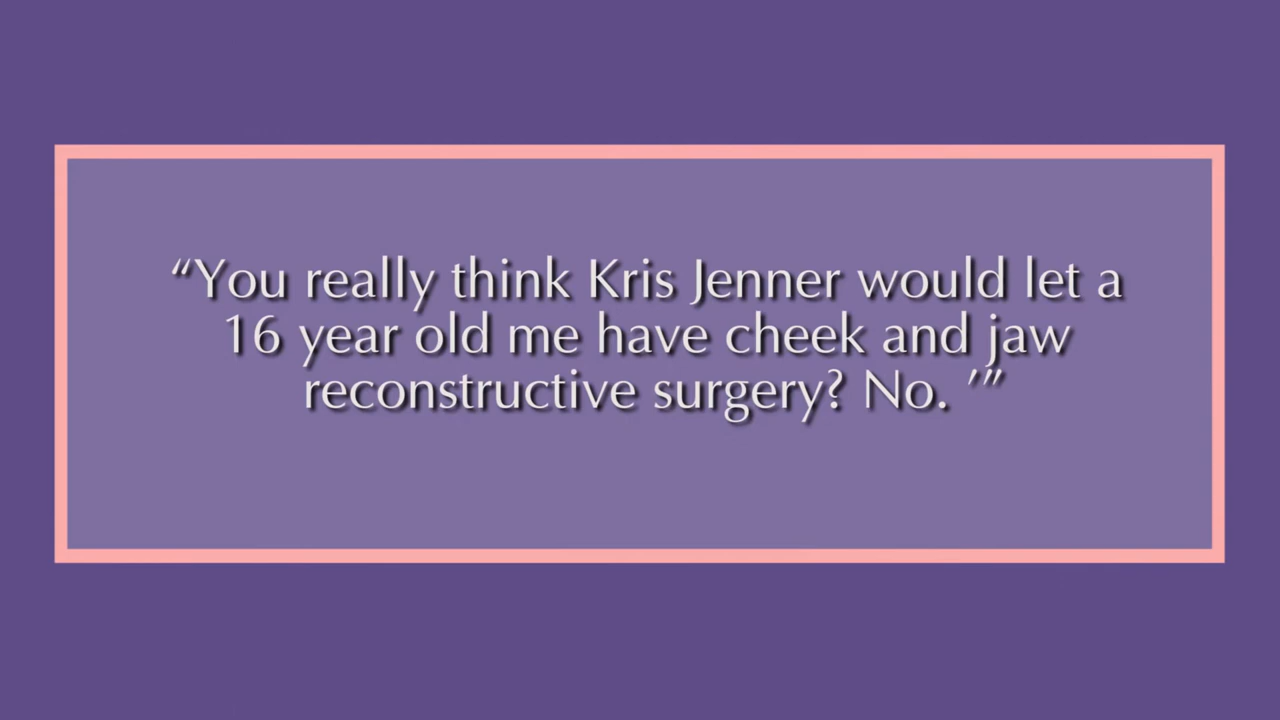 “You really think Kris Jenner would let a
16 year old me have cheek and jaw
reconstructive surgery? No. ’”